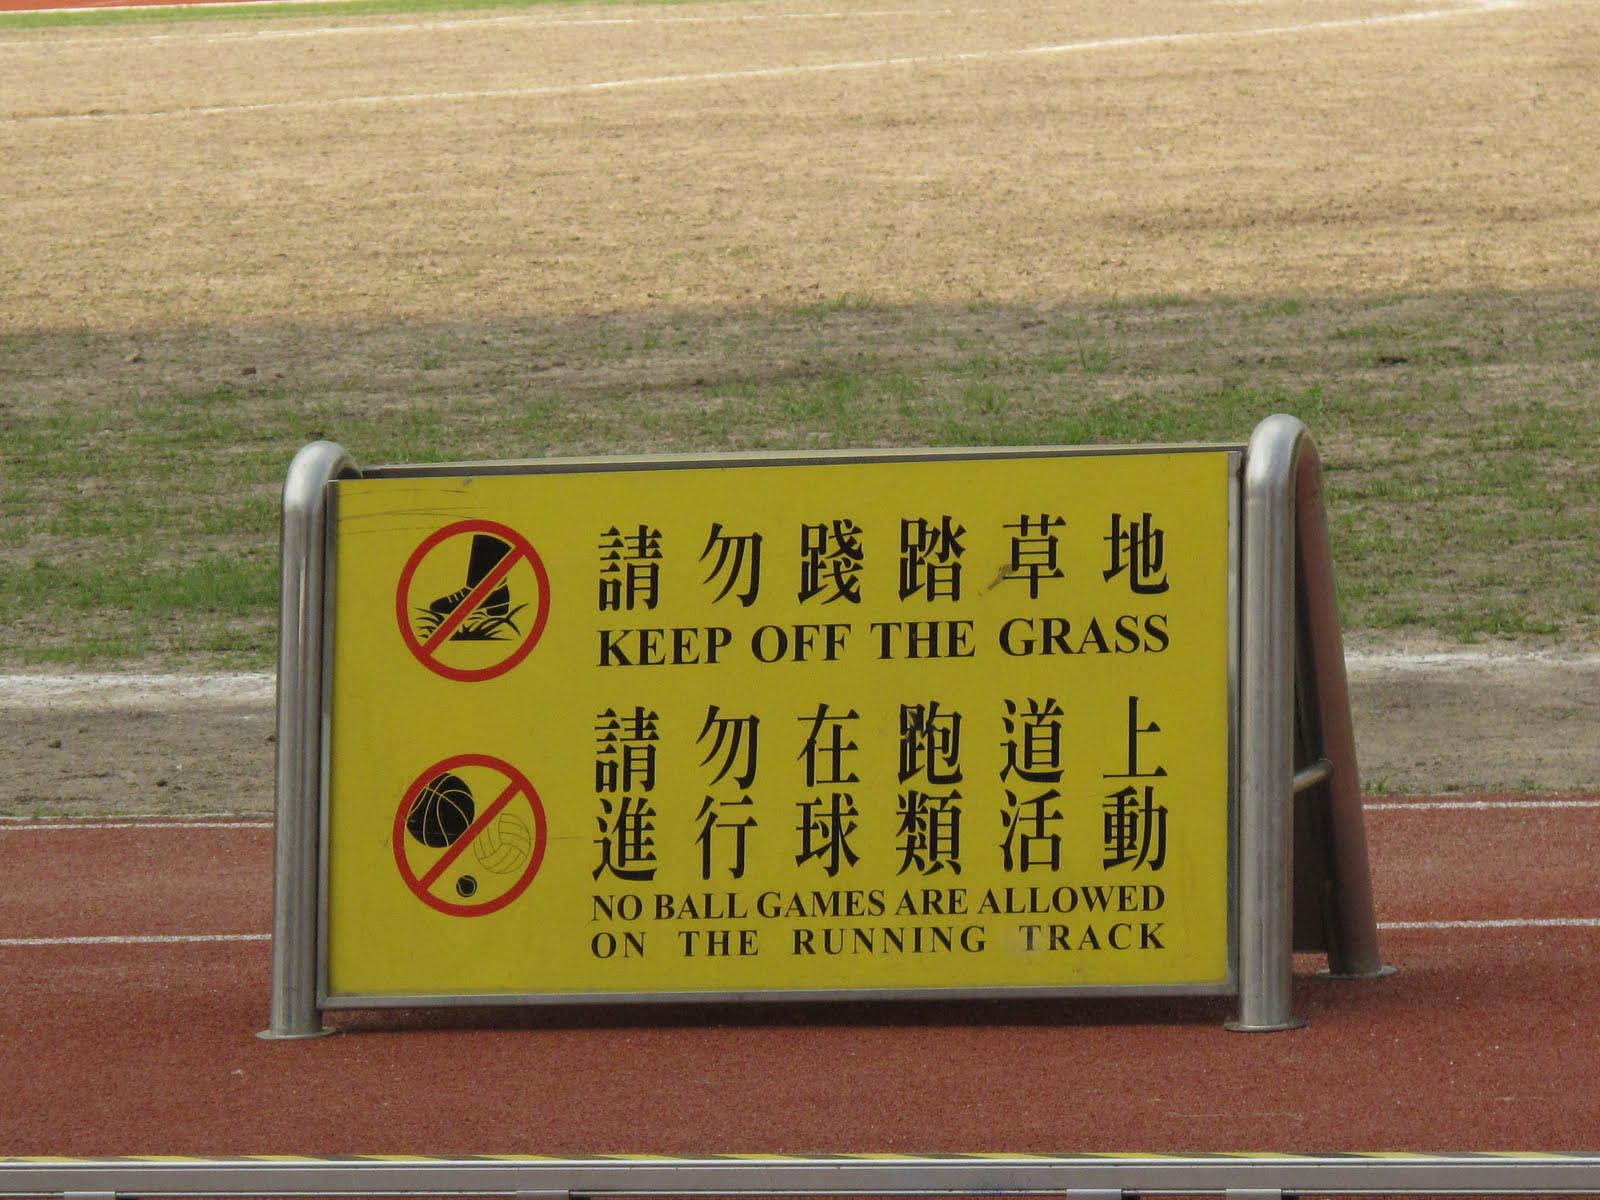 請勿踐踏草地
KEEP OFF THE GRASS
請勿在跑道上
進行球類活動
NO BALL GAMES ARE ALLOWED
ON THE RUNNING TRACK